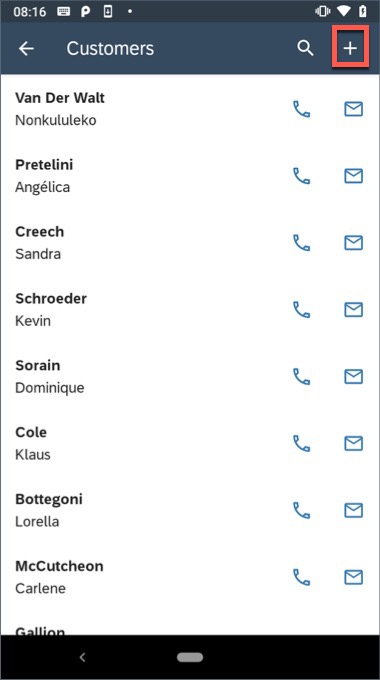 08:16
Customers
Van Der Walt
Nonkululeko
Pretelini
Angélica
Creech
Sandra
Schroeder
Kevin
Sorain
Dominique
Cole
Klaus
Bottegoni
Lorella
McCutcheon
Carlene
Gallion